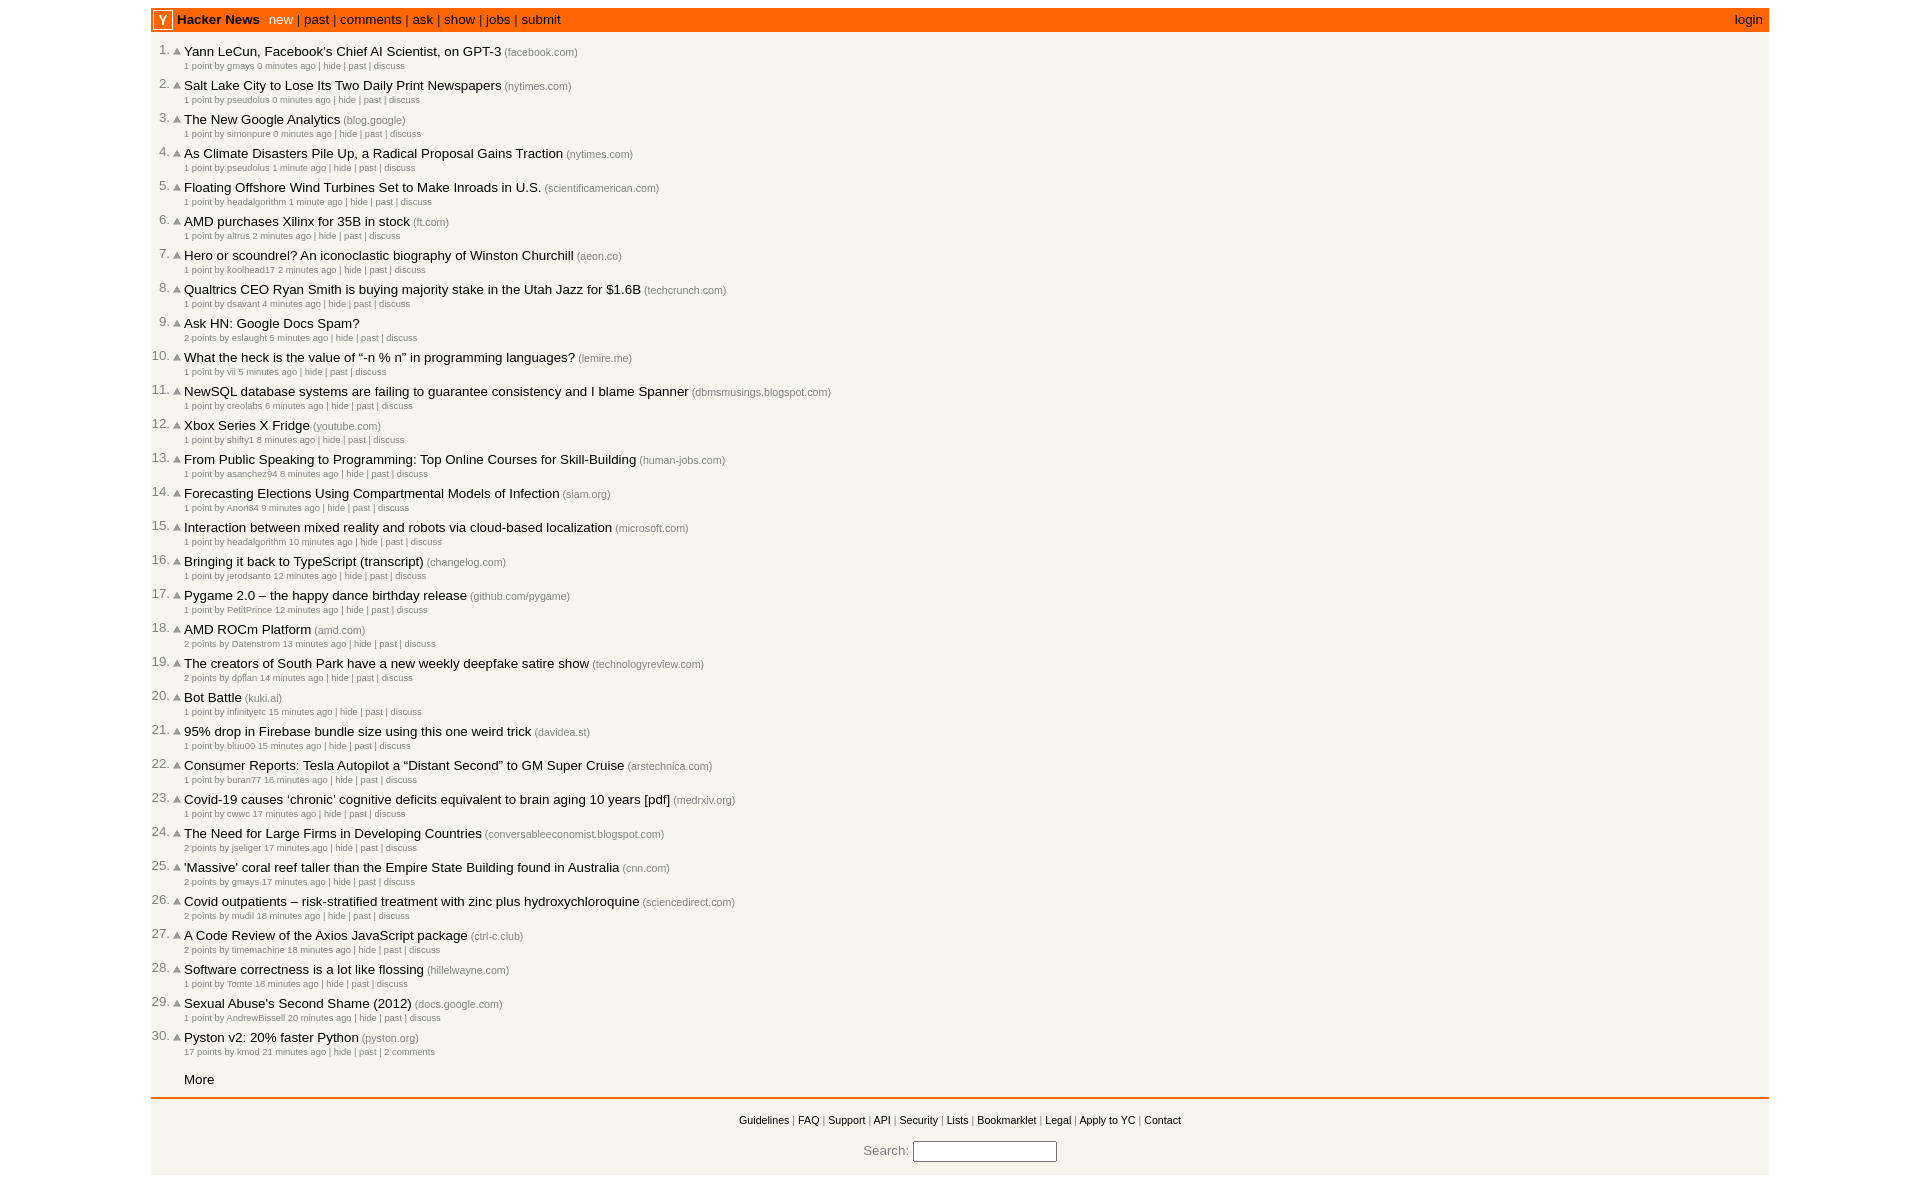 Y Hacker News new | past | comments | ask | show | jobs | submit login
1. Yann LeCun, Facebook’s Chief AI Scientist, on GPT-3 (facebook.com)
1 point by gmays 0 minutes ago | hide | past | discuss
2. Salt Lake City to Lose Its Two Daily Print Newspapers (nytimes.com)
1 point by pseudolus 0 minutes ago | hide | past | discuss
3. The New Google Analytics (blog.google)
1 point by simonpure 0 minutes ago | hide | past | discuss
4. As Climate Disasters Pile Up, a Radical Proposal Gains Traction (nytimes.com)
1 point by pseudolus 1 minute ago | hide | past | discuss
5. Floating Offshore Wind Turbines Set to Make Inroads in U.S. (scientificamerican.com)
1 point by headalgorithm 1 minute ago | hide | past | discuss
6. AMD purchases Xilinx for 35B in stock (ft.com)
1 point by altrus 2 minutes ago | hide | past | discuss
7. Hero or scoundrel? An iconoclastic biography of Winston Churchill (aeon.co)
1 point by koolhead17 2 minutes ago | hide | past | discuss
8. Qualtrics CEO Ryan Smith is buying majority stake in the Utah Jazz for $1.6B (techcrunch.com)
1 point by dsavant 4 minutes ago | hide | past | discuss
9. Ask HN: Google Docs Spam?
2 points by eslaught 5 minutes ago | hide | past | discuss
10. What the heck is the value of “-n % n” in programming languages? (lemire.me)
1 point by vii 5 minutes ago | hide | past | discuss
11. NewSQL database systems are failing to guarantee consistency and I blame Spanner (dbmsmusings.blogspot.com)
1 point by creolabs 6 minutes ago | hide | past | discuss
12. Xbox Series X Fridge (youtube.com)
1 point by shifty1 8 minutes ago | hide | past | discuss
13. From Public Speaking to Programming: Top Online Courses for Skill-Building (human-jobs.com)
1 point by asanchez94 8 minutes ago | hide | past | discuss
14. Forecasting Elections Using Compartmental Models of Infection (siam.org)
1 point by Anon84 9 minutes ago | hide | past | discuss
15. Interaction between mixed reality and robots via cloud-based localization (microsoft.com)
1 point by headalgorithm 10 minutes ago | hide | past | discuss
16. Bringing it back to TypeScript (transcript) (changelog.com)
1 point by jerodsanto 12 minutes ago | hide | past | discuss
17. Pygame 2.0 – the happy dance birthday release (github.com/pygame)
1 point by PetitPrince 12 minutes ago | hide | past | discuss
18. AMD ROCm Platform (amd.com)
2 points by Datenstrom 13 minutes ago | hide | past | discuss
19. The creators of South Park have a new weekly deepfake satire show (technologyreview.com)
2 points by dpflan 14 minutes ago | hide | past | discuss
20. Bot Battle (kuki.ai)
1 point by infinityetc 15 minutes ago | hide | past | discuss
21. 95% drop in Firebase bundle size using this one weird trick (davidea.st)
1 point by bluu00 15 minutes ago | hide | past | discuss
22. Consumer Reports: Tesla Autopilot a “Distant Second” to GM Super Cruise (arstechnica.com)
1 point by buran77 16 minutes ago | hide | past | discuss
23. Covid-19 causes ‘chronic’ cognitive deficits equivalent to brain aging 10 years [pdf] (medrxiv.org)
1 point by cwwc 17 minutes ago | hide | past | discuss
24. The Need for Large Firms in Developing Countries (conversableeconomist.blogspot.com)
2 points by jseliger 17 minutes ago | hide | past | discuss
25. 'Massive' coral reef taller than the Empire State Building found in Australia (cnn.com)
2 points by gmays 17 minutes ago | hide | past | discuss
26. Covid outpatients – risk-stratified treatment with zinc plus hydroxychloroquine (sciencedirect.com)
2 points by mudil 18 minutes ago | hide | past | discuss
27. A Code Review of the Axios JavaScript package (ctrl-c.club)
2 points by timemachine 18 minutes ago | hide | past | discuss
28. Software correctness is a lot like flossing (hillelwayne.com)
1 point by Tomte 18 minutes ago | hide | past | discuss
29. Sexual Abuse's Second Shame (2012) (docs.google.com)
1 point by AndrewBissell 20 minutes ago | hide | past | discuss
30. Pyston v2: 20% faster Python (pyston.org)
17 points by kmod 21 minutes ago | hide | past | 2 comments
More
Guidelines | FAQ | Support | API | Security | Lists | Bookmarklet | Legal | Apply to YC | Contact
Search: